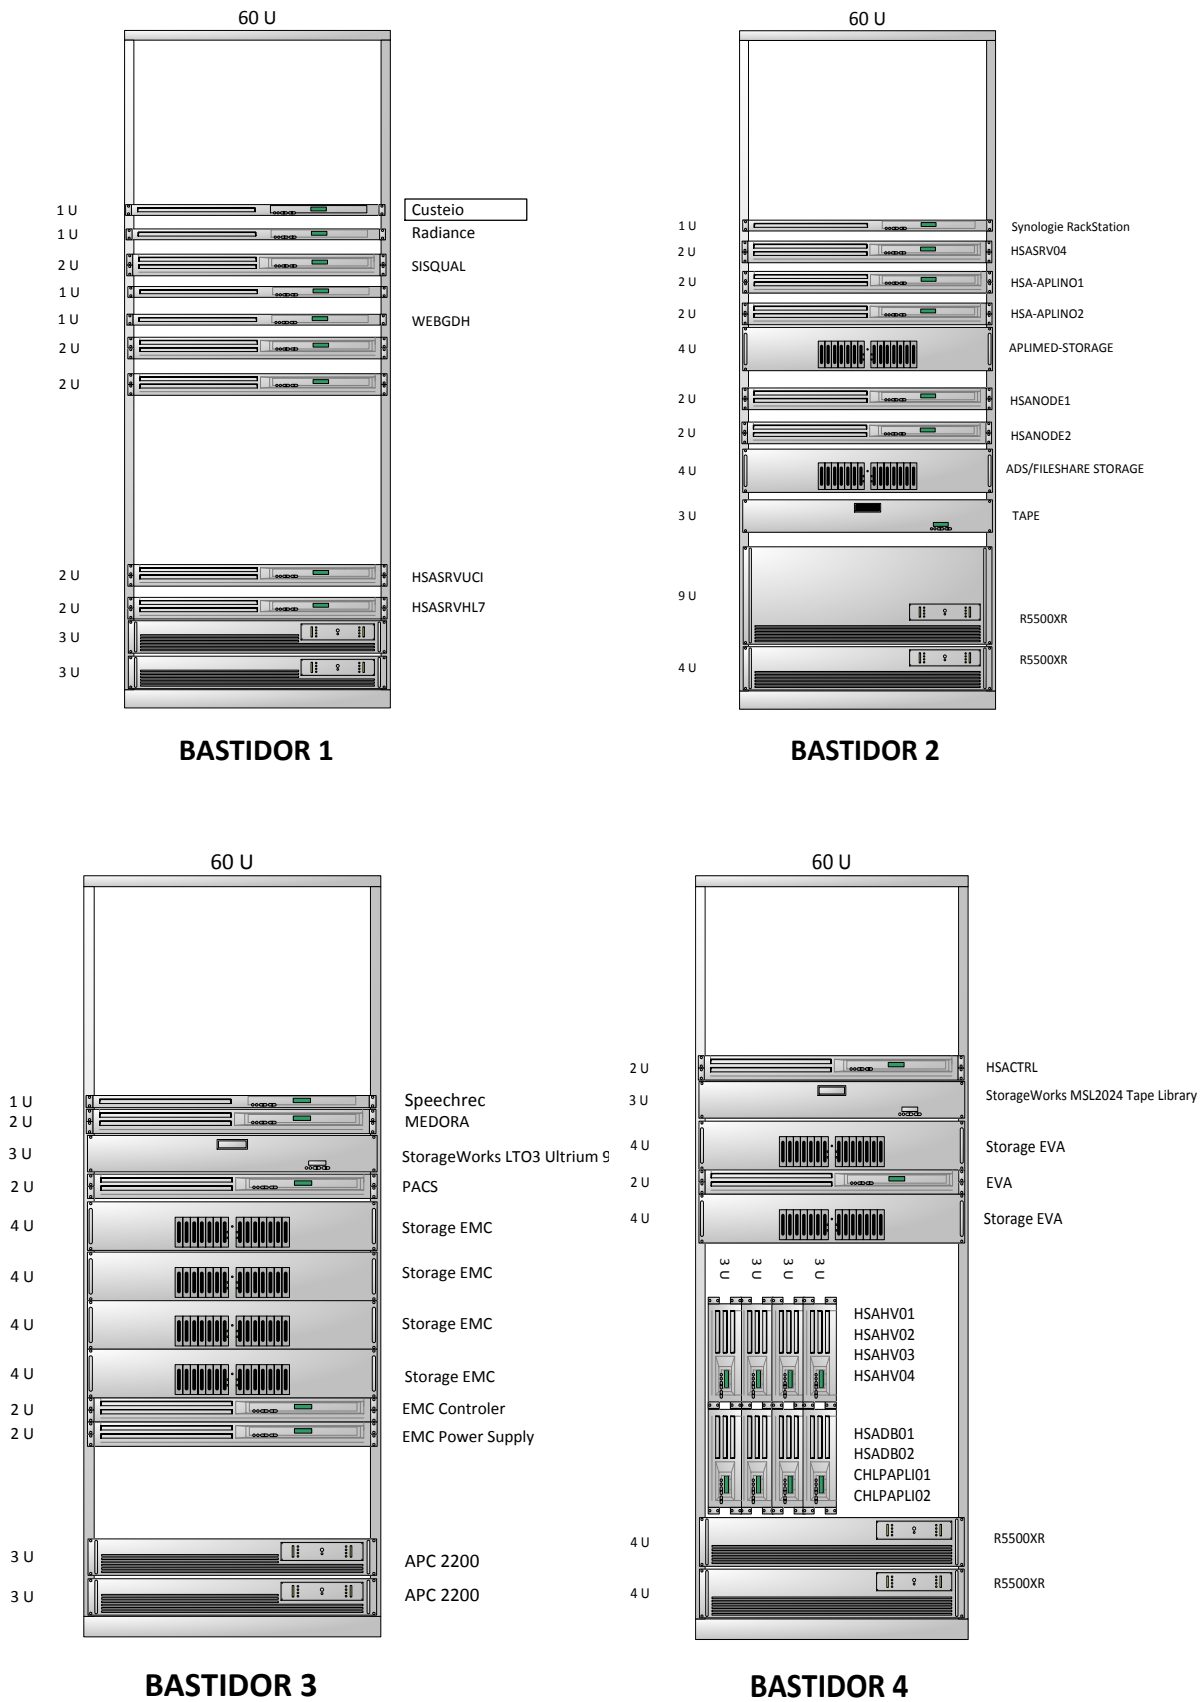 60 U
1 U Custeio
1 U Radiance
2 U SISQUAL
1 U
1 U WEBGDH
2 U
2 U
2 U HSASRVUCI
2 U HSASRVHL7
3 U
3 U
BASTIDOR 1
60 U
1 U Synologie RackStation
2 U HSASRV04
2 U HSA-APLINO1
2 U HSA-APLINO2
4 U APLIMED-STORAGE
2 U HSANODE1
2 U HSANODE2
4 U ADS/FILESHARE STORAGE
3 U TAPE
9 U R5500XR
4 U R5500XR
BASTIDOR 2
60 U
1 U Speechrec
2 U MEDORA
3 U StorageWorks LTO3 Ultrium 9
2 U PACS
4 U Storage EMC
4 U Storage EMC
4 U Storage EMC
4 U Storage EMC
2 U EMC Controler
2 U EMC Power Supply
3 U APC 2200
3 U APC 2200
BASTIDOR 3
60 U
2 U HSACTRL
3 U StorageWorks MSL2024 Tape Library
4 U Storage EVA
2 U EVA
4 U Storage EVA
3 U 3 U 3 U 3 U
HSAHV01
HSAHV02
HSAHV03
HSAHV04
HSADB01
HSADB02
CHLPAPLI01
CHLPAPLI02
4 U R5500XR
4 U R5500XR
BASTIDOR 4